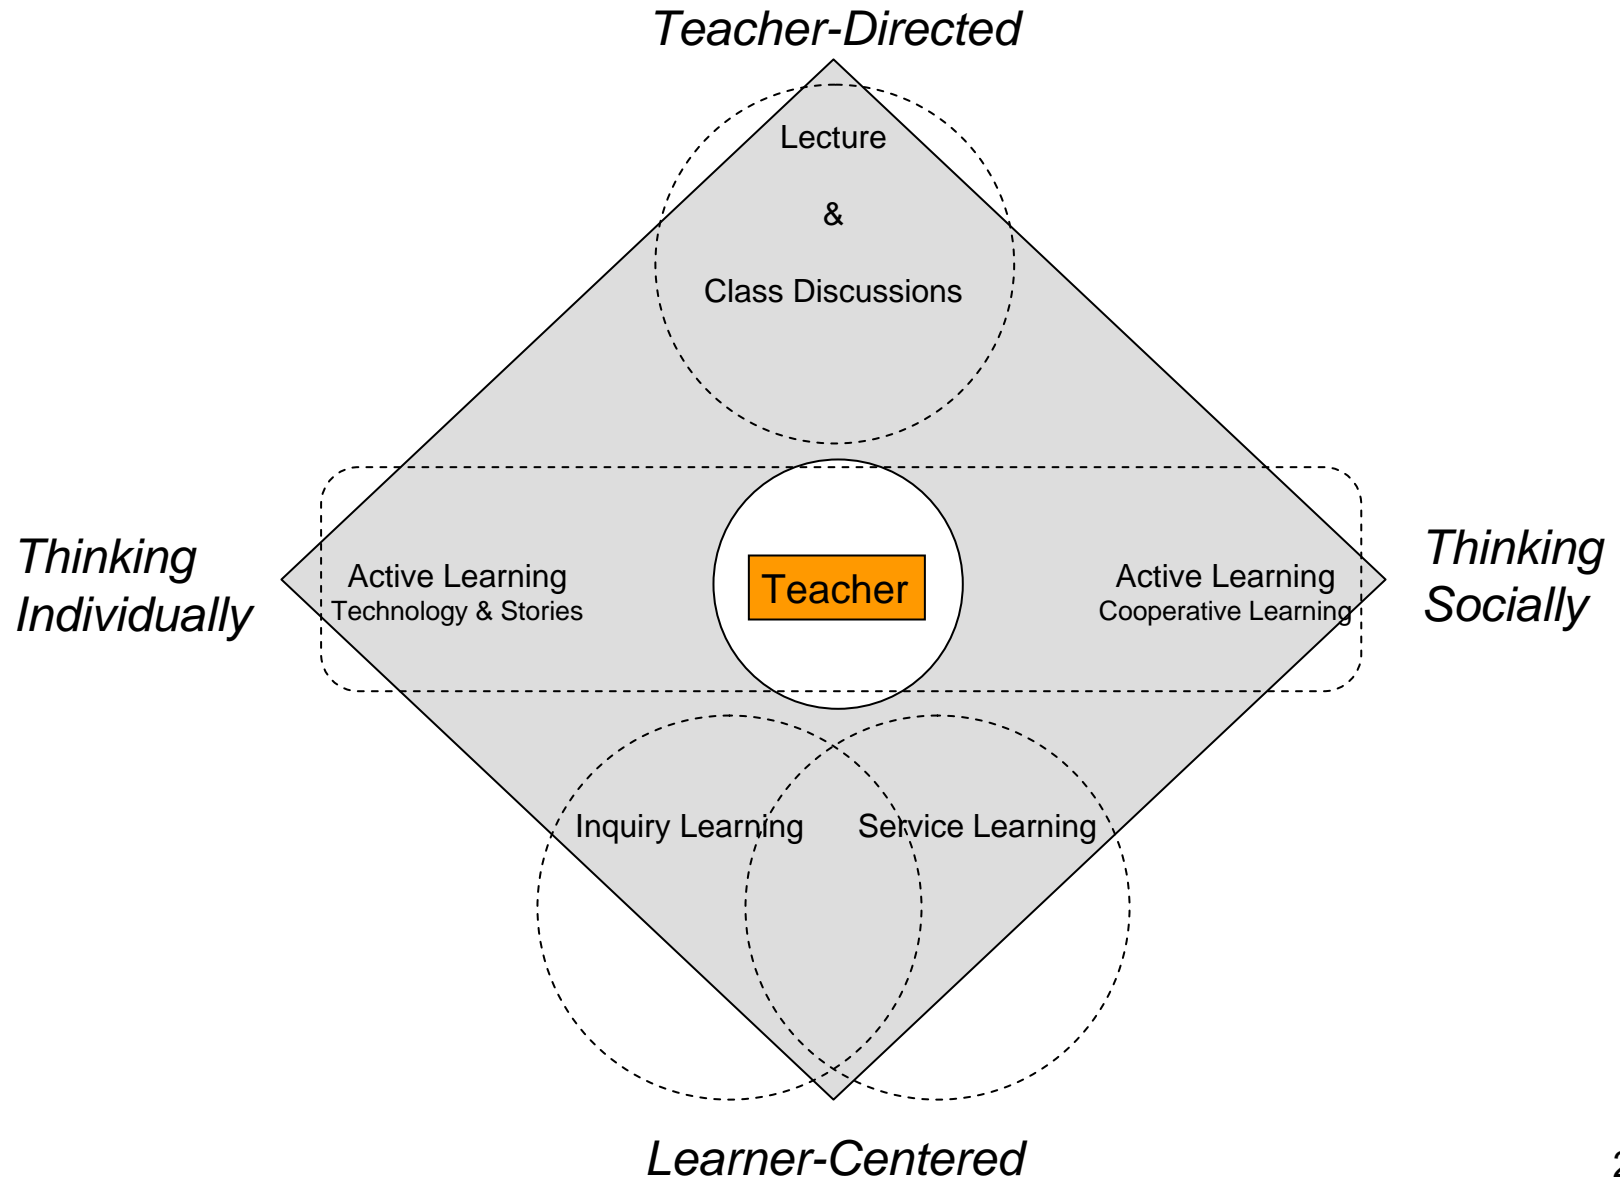 Teacher-Directed
Lecture
&
Class Discussions
Thinking
Individually
Active Learning
Technology & Stories
Teacher
Active Learning
Cooperative Learning
Thinking
Socially
Inquiry Learning
Service Learning
Learner-Centered
2